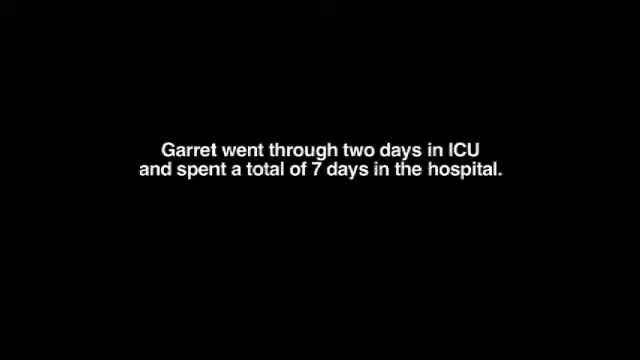 Garret went through two days in ICU
and spent a total of 7 days in the hospital.